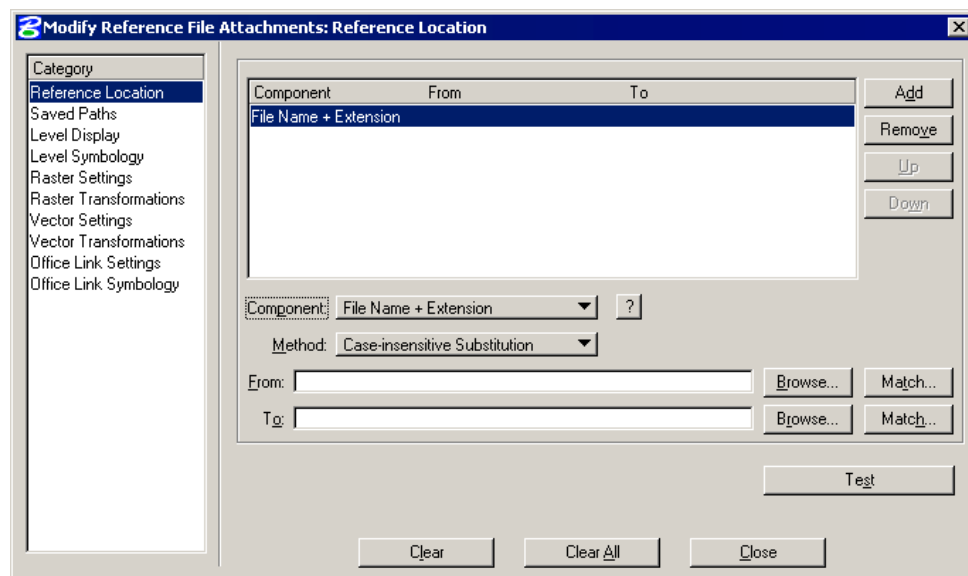 Modify Reference File Attachments: Reference Location
Category
Reference Location
Saved Paths
Level Display
Level Symbology
Raster Settings
Raster Transformations
Vector Settings
Vector Transformations
Office Link Settings
Office Link Symbology
Component From To
File Name + Extension
Add
Remove
Up
Down
Component: File Name + Extension ?
Method: Case-insensitive Substitution
From: Browse... Match...
To: Browse... Match...
Test
Clear Clear All Close